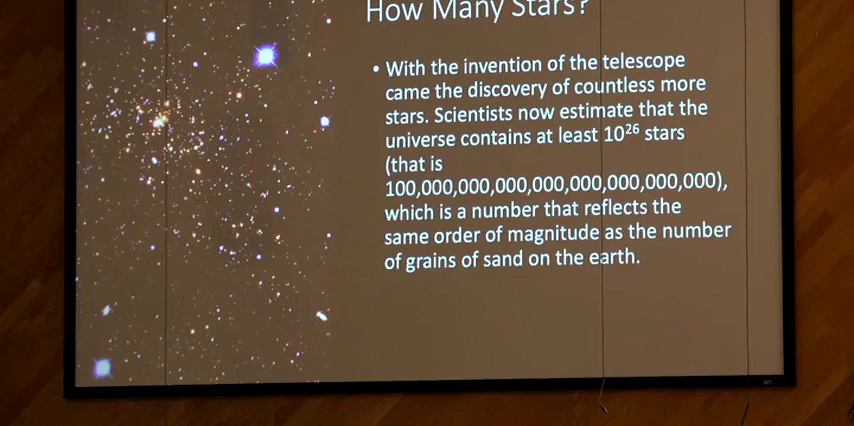 How Many Stars?
• With the invention of the telescope
came the discovery of countless more
stars. Scientists now estimate that the
universe contains at least 10²⁶ stars
(that is
100,000,000,000,000,000,000,000,000),
which is a number that reflects the
same order of magnitude as the number
of grains of sand on the earth.